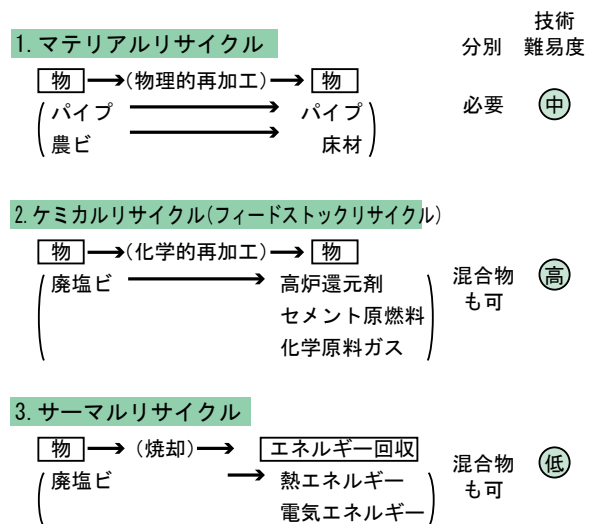 技術
1.マテリアルリサイクル 分別 難易度
物→(物理的再加工)→物
パイプ → パイプ 必要 中
農ビ → 床材
2.ケミカルリサイクル(フィードストックリサイクル)
物→(化学的再加工)→物
廃塩ビ → 高炉還元剤 混合物 高
セメント原燃料 も可
化学原料ガス
3.サーマルリサイクル
物→(焼却)→エネルギー回収
廃塩ビ → 熱エネルギー 混合物 低
電気エネルギー も可